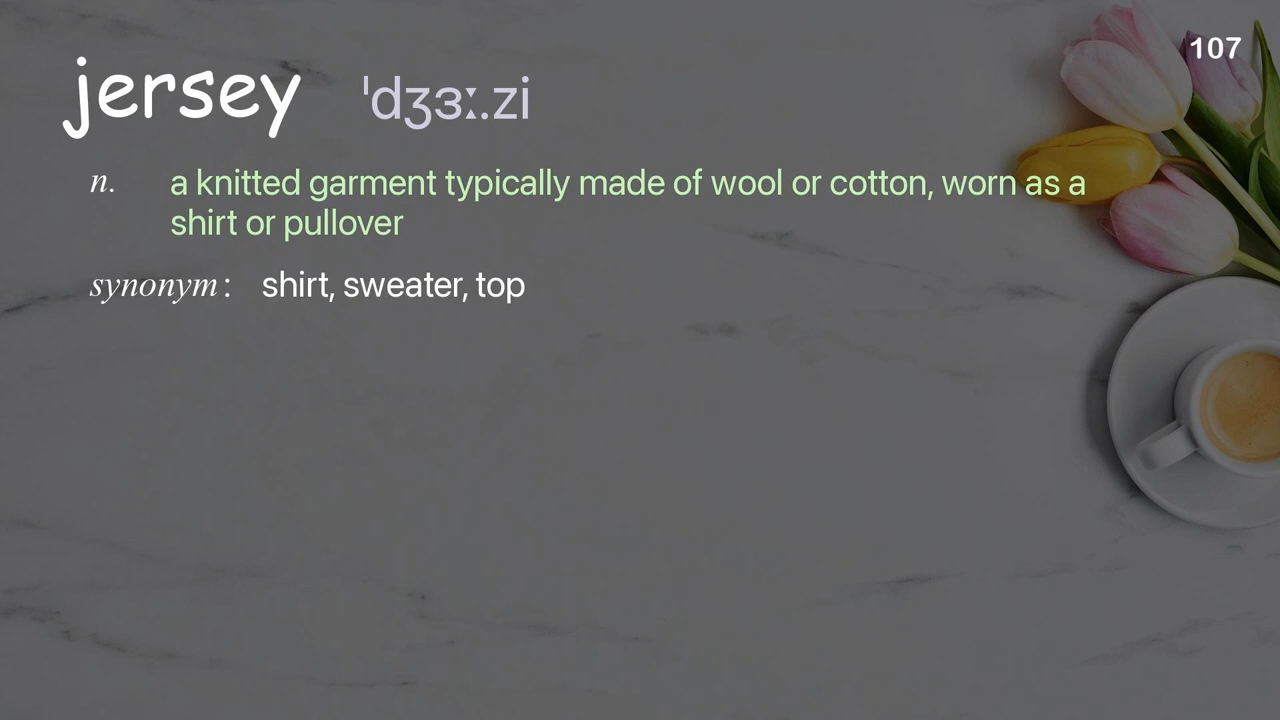 107
jersey ˈdʒɜː.zi
n. a knitted garment typically made of wool or cotton, worn as a
shirt or pullover
synonym: shirt, sweater, top